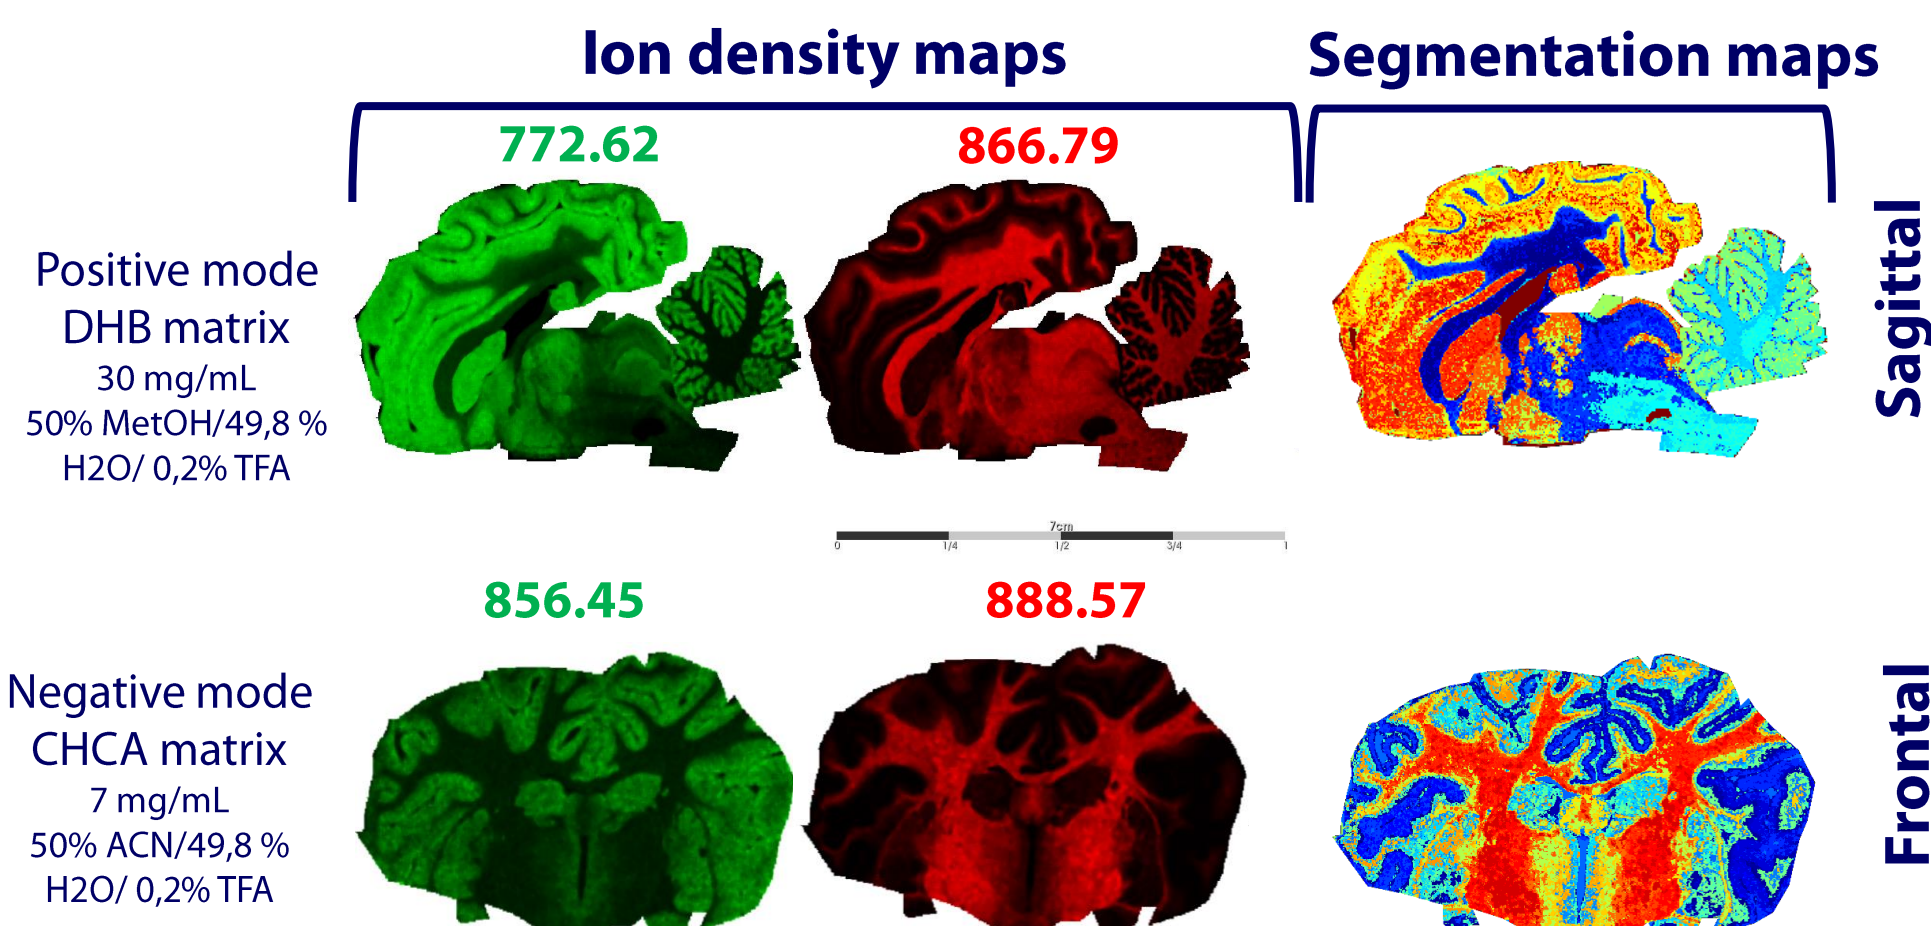 Ion density maps
Segmentation maps
772.62
866.79
Positive mode
DHB matrix
30 mg/mL
50% MetOH/49,8 %
H2O/ 0,2% TFA
Sagittal
7cm
0 1/4 1/2 3/4 1
856.45
888.57
Negative mode
CHCA matrix
7 mg/mL
50% ACN/49,8 %
H2O/ 0,2% TFA
Frontal